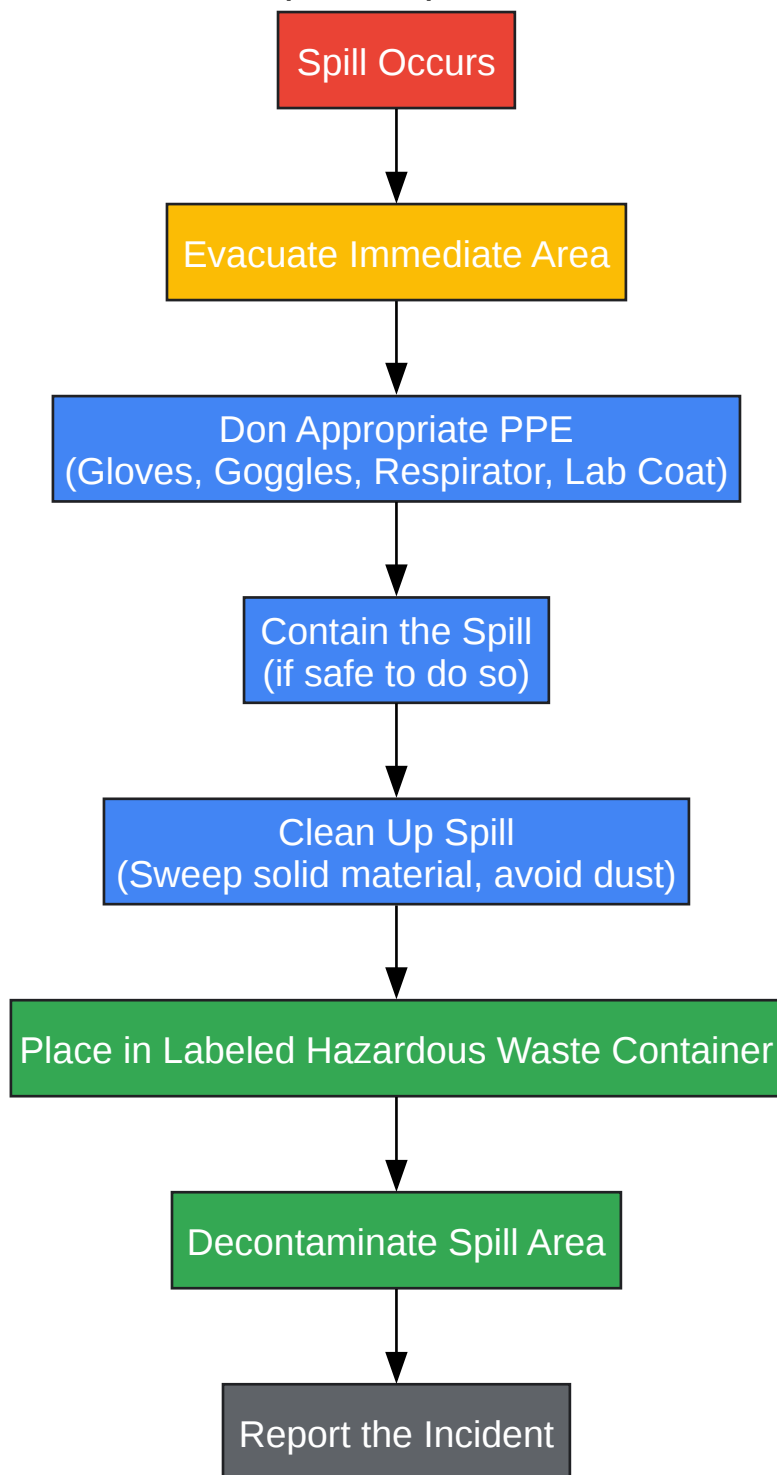 Spill Occurs
Evacuate Immediate Area
Don Appropriate PPE
(Gloves, Goggles, Respirator, Lab Coat)
Contain the Spill
(if safe to do so)
Clean Up Spill
(Sweep solid material, avoid dust)
Place in Labeled Hazardous Waste Container
Decontaminate Spill Area
Report the Incident